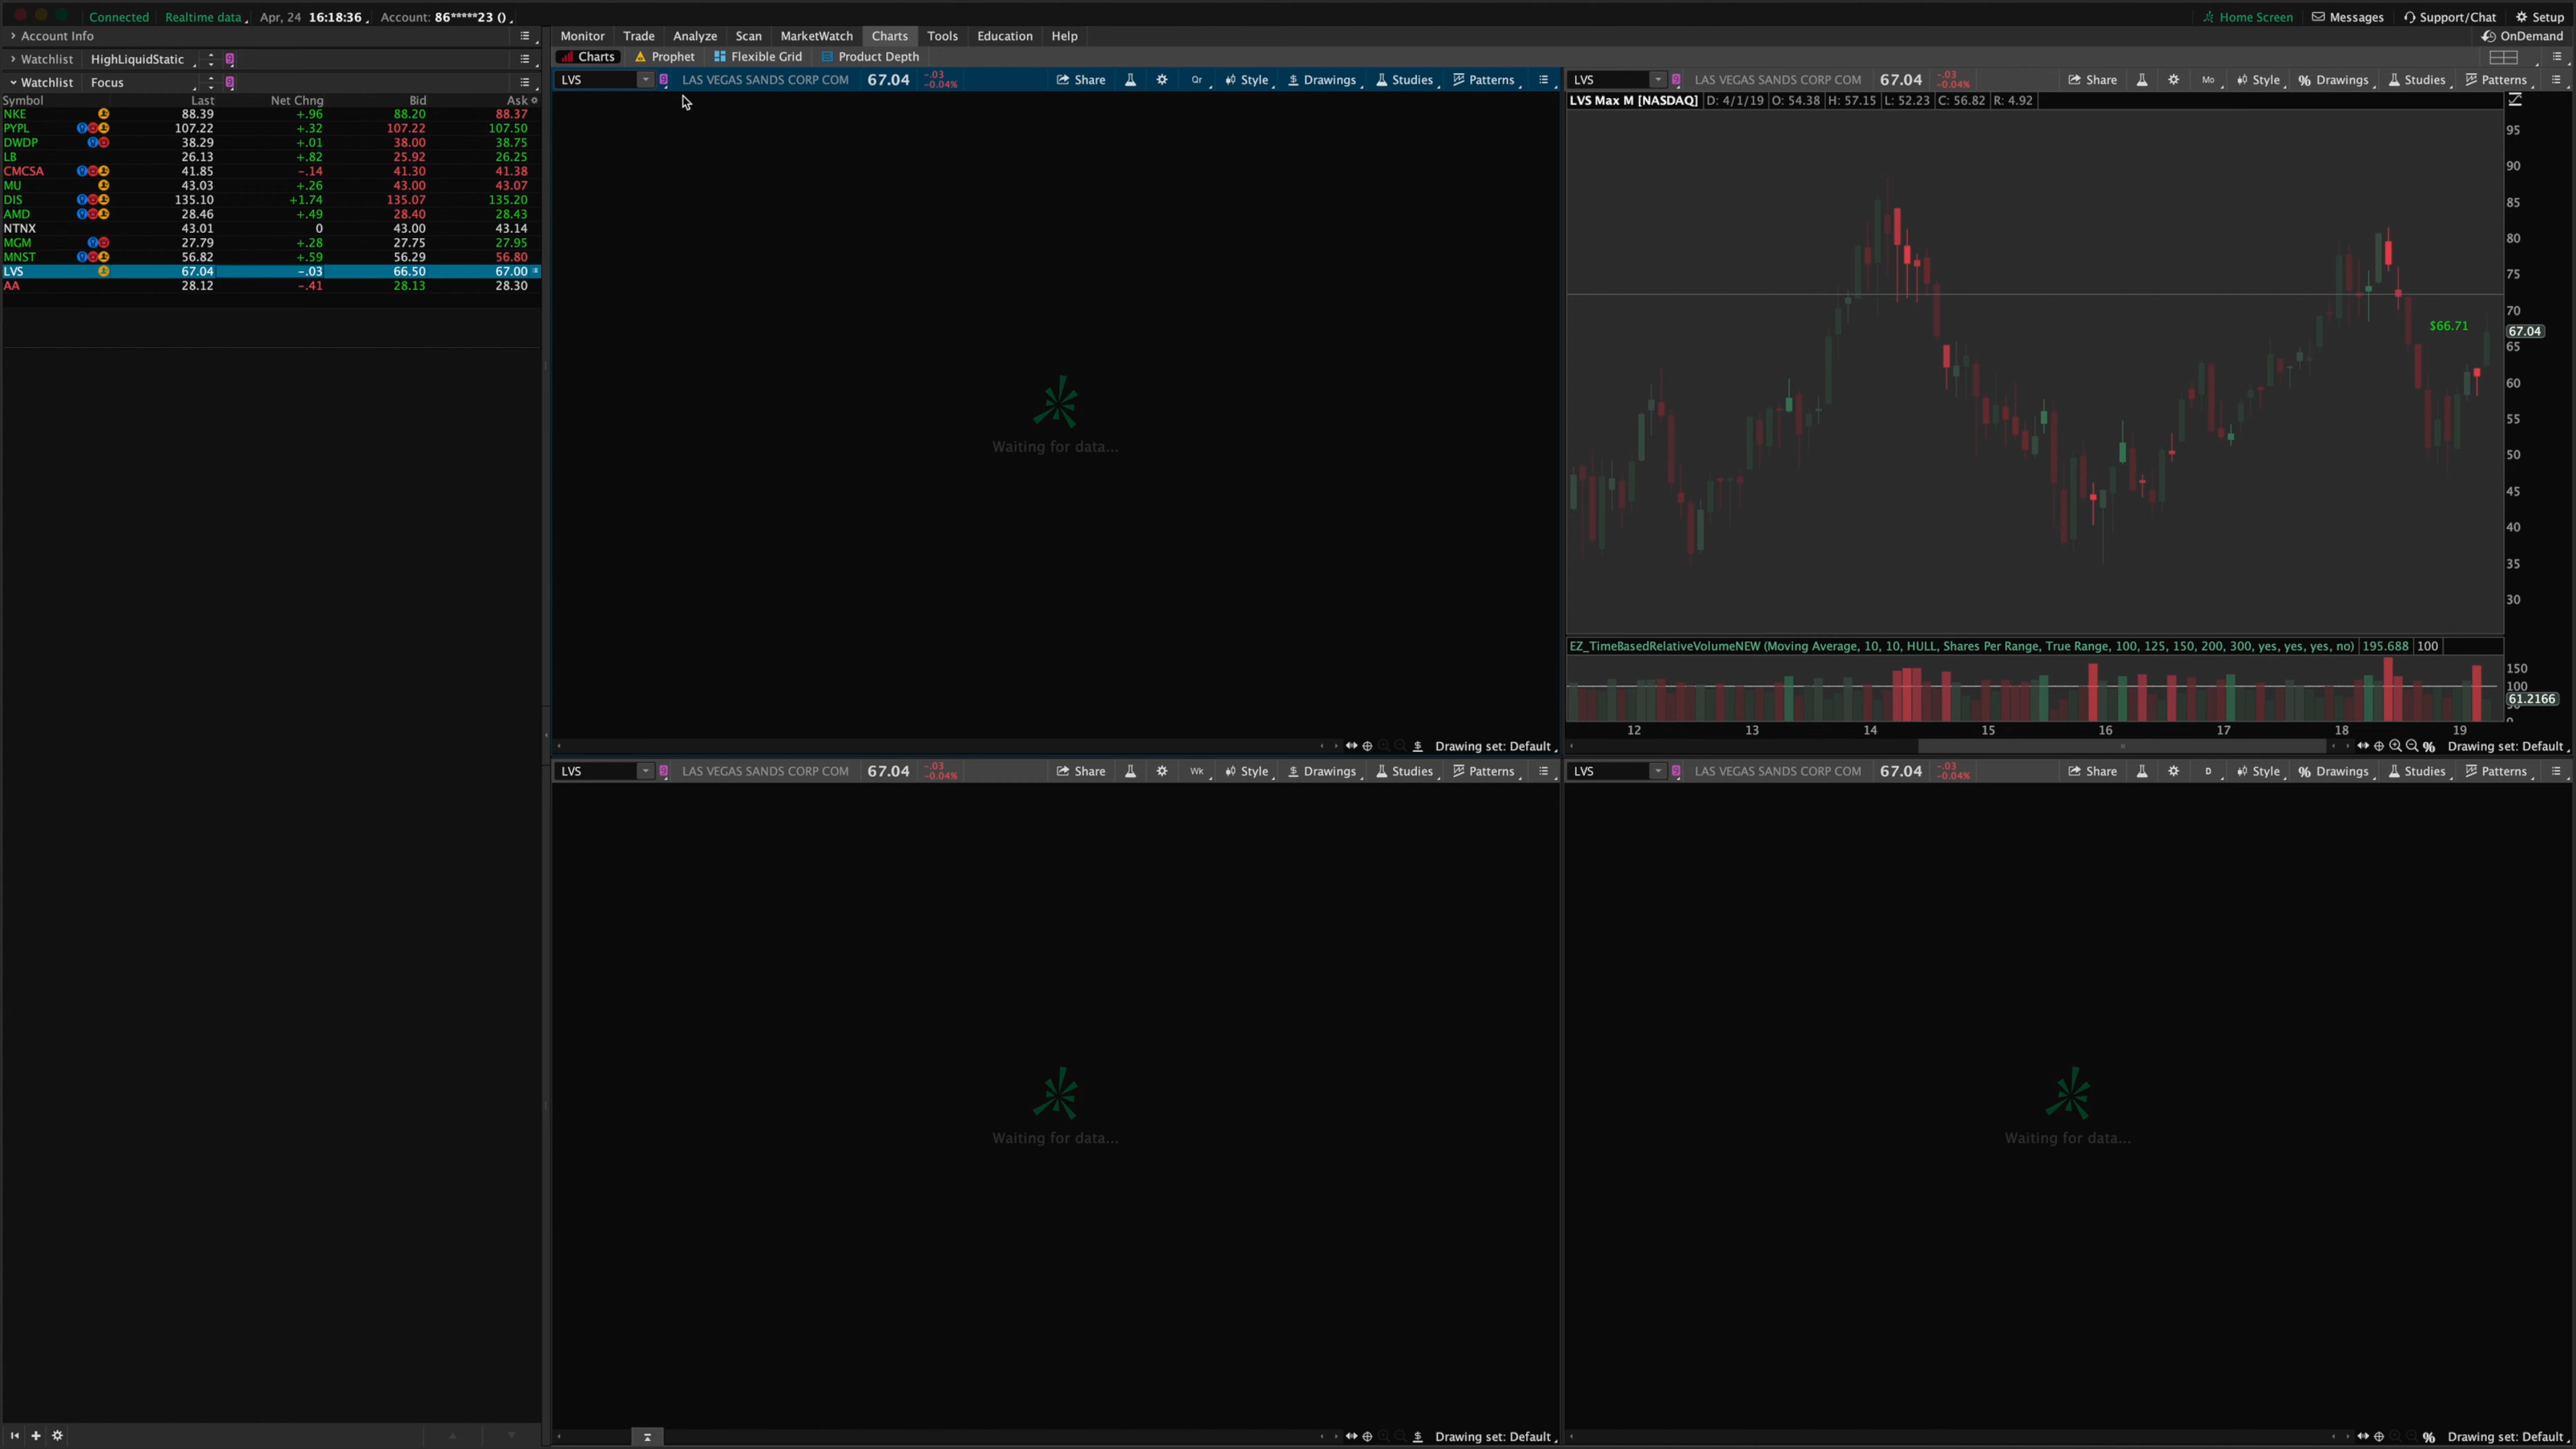 Connected Realtime data Apr, 24 16:18:36 Account: 86*****23 () Home Screen Messages Support/Chat Setup
Account Info Monitor Trade Analyze Scan MarketWatch Charts Tools Education Help OnDemand
Watchlist HighLiquidStatic Charts Prophet Flexible Grid Product Depth
Watchlist Focus
Symbol Last Net Chng Bid Ask
NKE 88.39 +.96 88.20 88.37
PYPL 107.22 +.32 107.22 107.50
DWDP 38.29 +.01 38.00 38.75
LB 26.13 +.82 25.92 26.25
CMCSA 41.85 -.14 41.30 41.38
MU 43.03 +.26 43.00 43.07
DIS 135.10 +1.74 135.07 135.20
AMD 28.46 +.49 28.40 28.43
NTNX 43.01 0 43.00 43.14
MGM 27.79 +.28 27.75 27.95
MNST 56.82 +.59 56.29 56.80
LVS 67.04 -.03 66.50 67.00
AA 28.12 -.41 28.13 28.30
LVS LAS VEGAS SANDS CORP COM 67.04 -.03 -0.04% Share Qr Style Drawings Studies Patterns
Waiting for data...
Drawing set: Default
LVS LAS VEGAS SANDS CORP COM 67.04 -.03 -0.04% Share Mo Style Drawings Studies Patterns
LVS Max M [NASDAQ] D: 4/1/19 O: 54.38 H: 57.15 L: 52.23 C: 56.82 R: 4.92
95
90
85
80
75
70
$66.71
67.04
65
60
55
50
45
40
35
30
EZ_TimeBasedRelativeVolumeNEW (Moving Average, 10, 10, HULL, Shares Per Range, True Range, 100, 125, 150, 200, 300, yes, yes, yes, no) 195.688 100
150
100
61.2166
12 13 14 15 16 17 18 19
Drawing set: Default
LVS LAS VEGAS SANDS CORP COM 67.04 -.03 -0.04% Share Wk Style Drawings Studies Patterns
Waiting for data...
Drawing set: Default
LVS LAS VEGAS SANDS CORP COM 67.04 -.03 -0.04% Share D Style Drawings Studies Patterns
Waiting for data...
Drawing set: Default